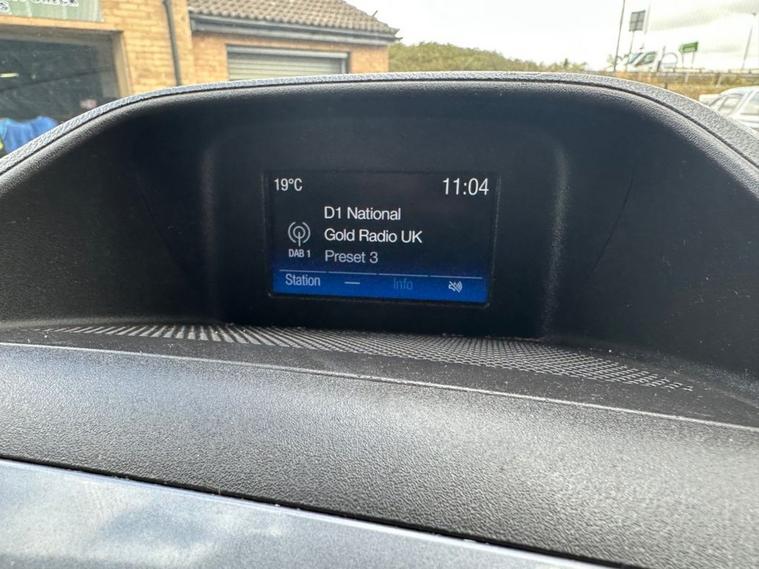 19°C 11:04
D1 National
Gold Radio UK
DAB 1 Preset 3
Station — Info